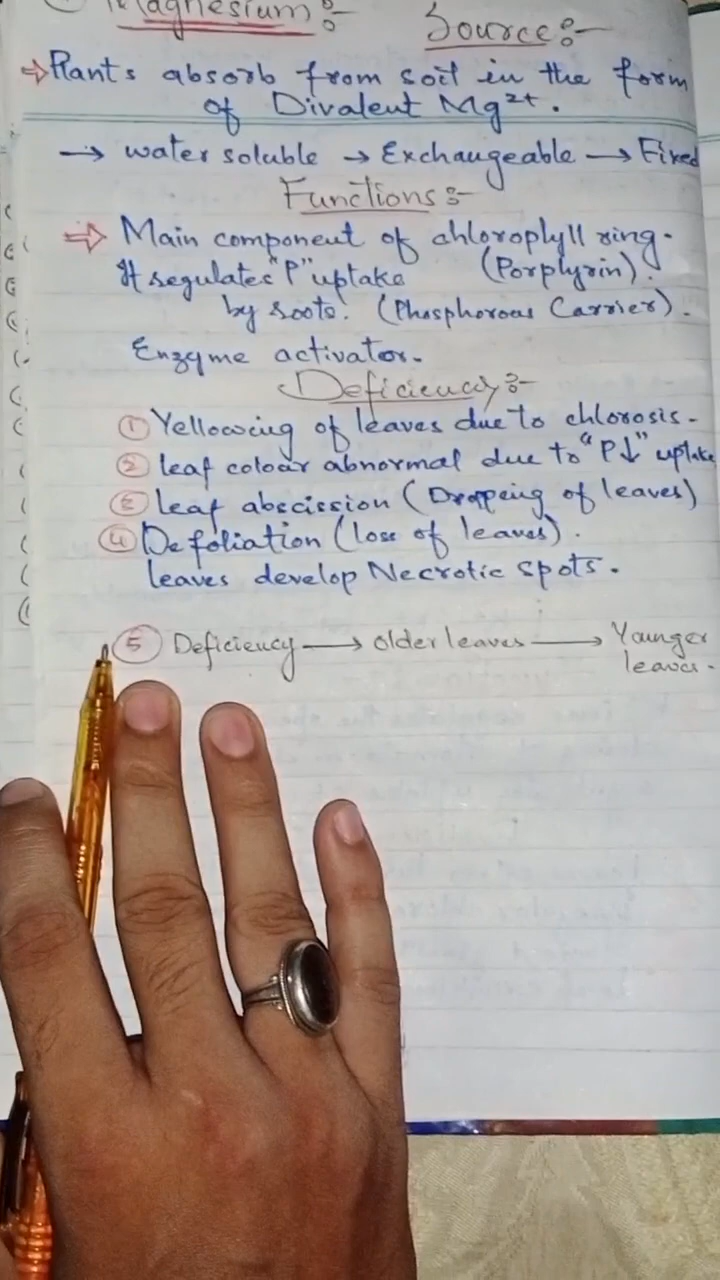 Magnesium:-
Source:-
⇒ Plants absorb from soil in the form
of Divalent Mg²⁺.
→ water soluble → Exchangeable → Fixed
Functions:-
⇒ Main component of chlorophyll ring.
It regulates "P" uptake (Porplyrin).
by roots. (Phosphorous Carrier).
Enzyme activator.
Deficiency:-
① Yellowing of leaves due to chlorosis.
② leaf colour abnormal due to "P↓" uptake
③ Leaf abscission (Dropping of leaves)
④ Defoliation (loss of leaves).
leaves develop Necrotic spots.
⑤ Deficiency → older leaves → Younger
leaves.